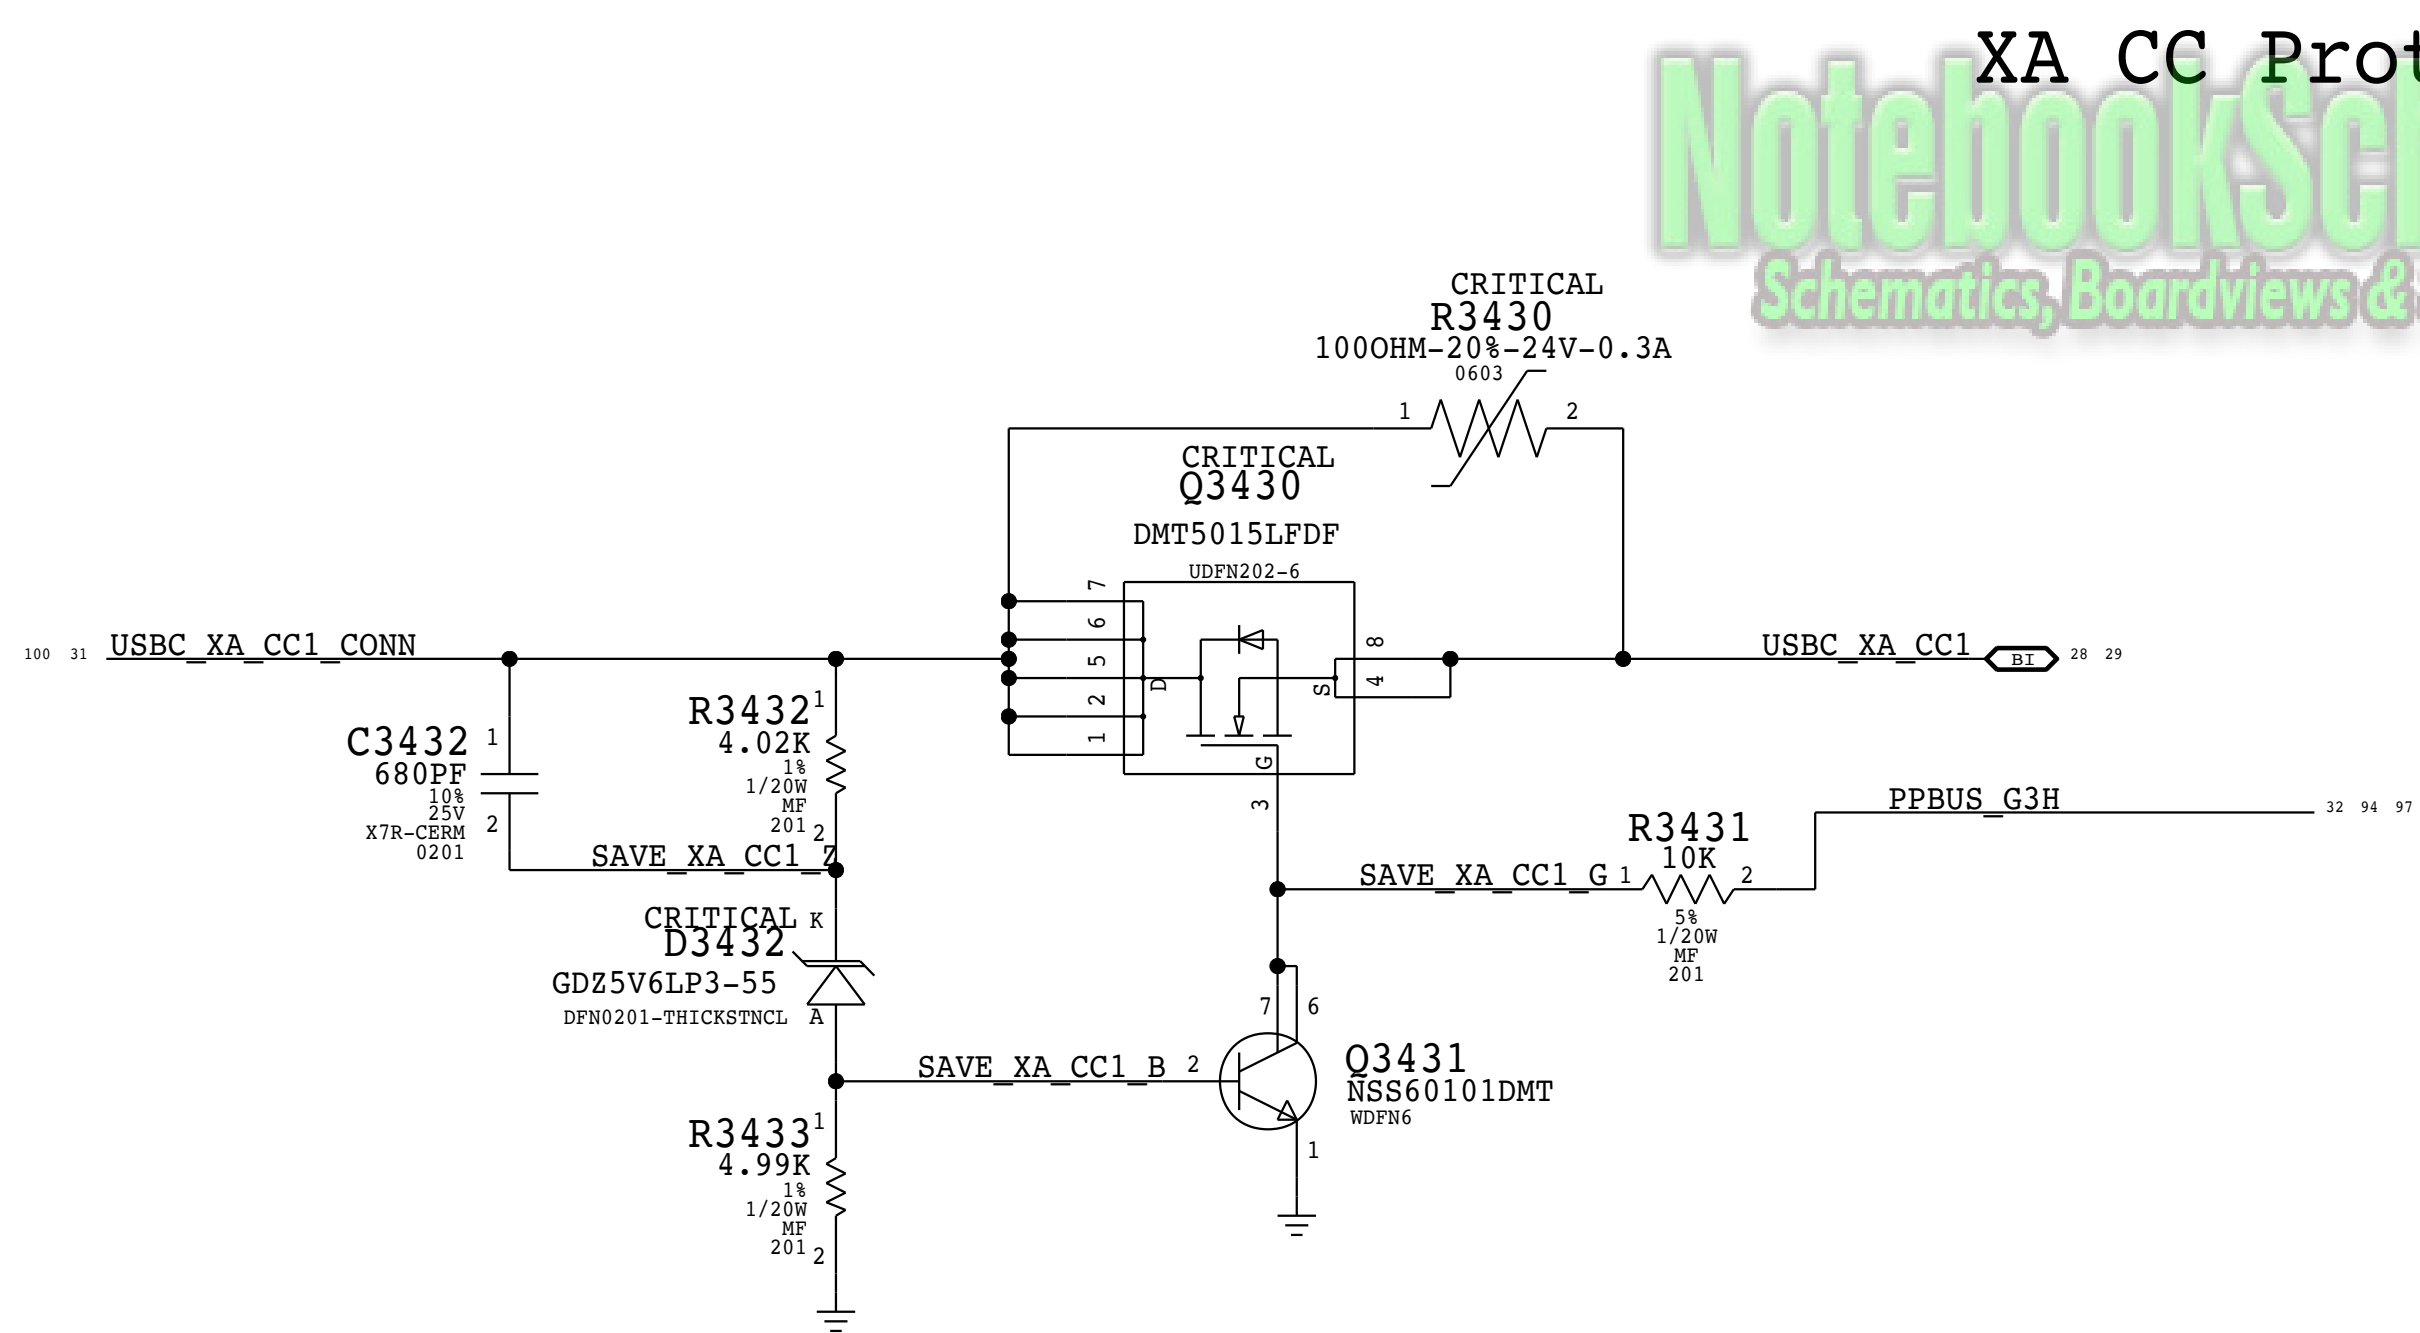 XA CC Prot
NotebookSc
Schematics, Boardviews &
CRITICAL
R3430
100OHM-20%-24V-0.3A
0603
1
2
CRITICAL
Q3430
DMT5015LFDF
UDFN202-6
7
6
5
2
1
D
S
G
8
4
3
100 31 USBC_XA_CC1_CONN
USBC_XA_CC1 BI 28 29
C3432
680PF
10%
25V
X7R-CERM
0201
1
2
R3432
4.02K
1%
1/20W
MF
201
1
2
SAVE_XA_CC1_Z
PPBUS_G3H 32 94 97
R3431
10K
SAVE_XA_CC1_G 1
2
5%
1/20W
MF
201
CRITICAL K
D3432
GDZ5V6LP3-55
DFN0201-THICKSTNCL A
7
6
SAVE_XA_CC1_B 2
Q3431
NSS60101DMT
WDFN6
1
R3433
4.99K
1%
1/20W
MF
201
1
2